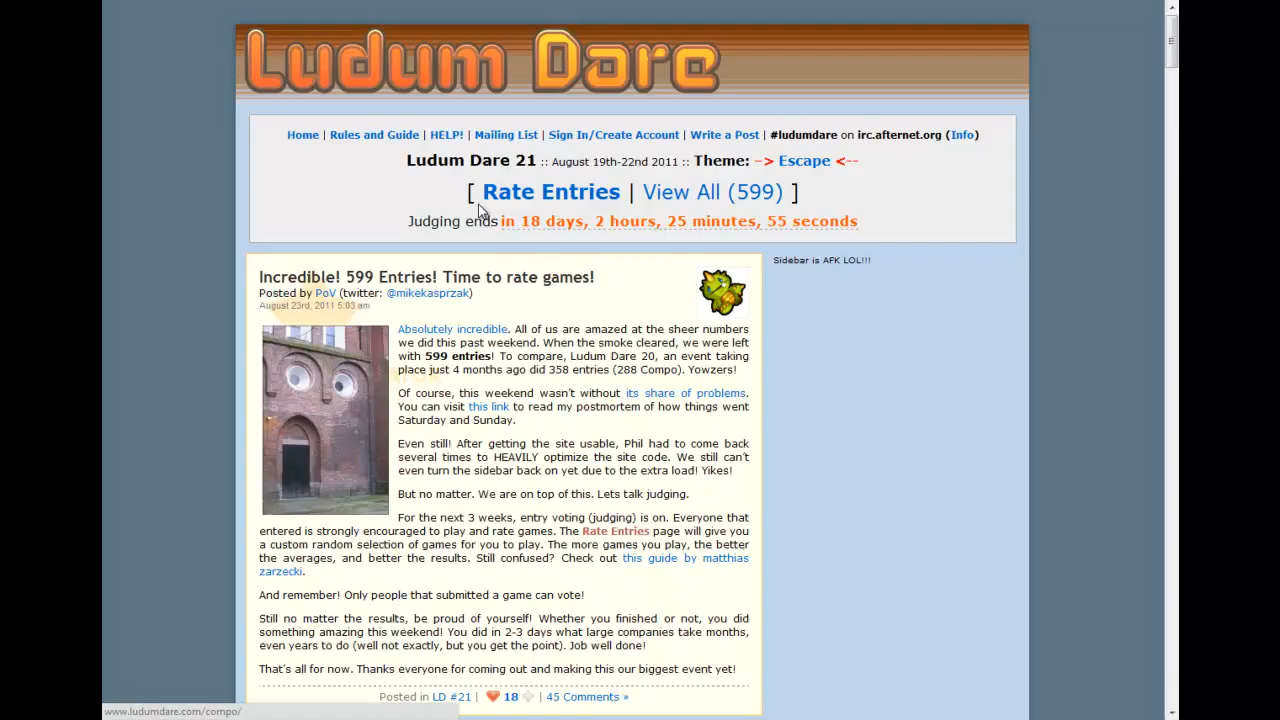 Ludum Dare
Home | Rules and Guide | HELP! | Mailing List | Sign In/Create Account | Write a Post | #ludumdare on irc.afternet.org (Info)
Ludum Dare 21 :: August 19th-22nd 2011 :: Theme: –> Escape <--
[ Rate Entries | View All (599) ]
Judging ends in 18 days, 2 hours, 25 minutes, 55 seconds
Incredible! 599 Entries! Time to rate games!
Posted by PoV (twitter: @mikekasprzak)
August 23rd, 2011 5:03 am
Absolutely incredible. All of us are amazed at the sheer numbers
we did this past weekend. When the smoke cleared, we were left
with 599 entries! To compare, Ludum Dare 20, an event taking
place just 4 months ago did 358 entries (288 Compo). Yowzers!
Of course, this weekend wasn't without its share of problems.
You can visit this link to read my postmortem of how things went
Saturday and Sunday.
Even still! After getting the site usable, Phil had to come back
several times to HEAVILY optimize the site code. We still can't
even turn the sidebar back on yet due to the extra load! Yikes!
But no matter. We are on top of this. Lets talk judging.
For the next 3 weeks, entry voting (judging) is on. Everyone that
entered is strongly encouraged to play and rate games. The Rate Entries page will give you
a custom random selection of games for you to play. The more games you play, the better
the averages, and better the results. Still confused? Check out this guide by matthias
zarzecki.
And remember! Only people that submitted a game can vote!
Still no matter the results, be proud of yourself! Whether you finished or not, you did
something amazing this weekend! You did in 2-3 days what large companies take months,
even years to do (well not exactly, but you get the point). Job well done!
That's all for now. Thanks everyone for coming out and making this our biggest event yet!
Posted in LD #21 | 18 | 45 Comments »
Sidebar is AFK LOL!!!
www.ludumdare.com/compo/